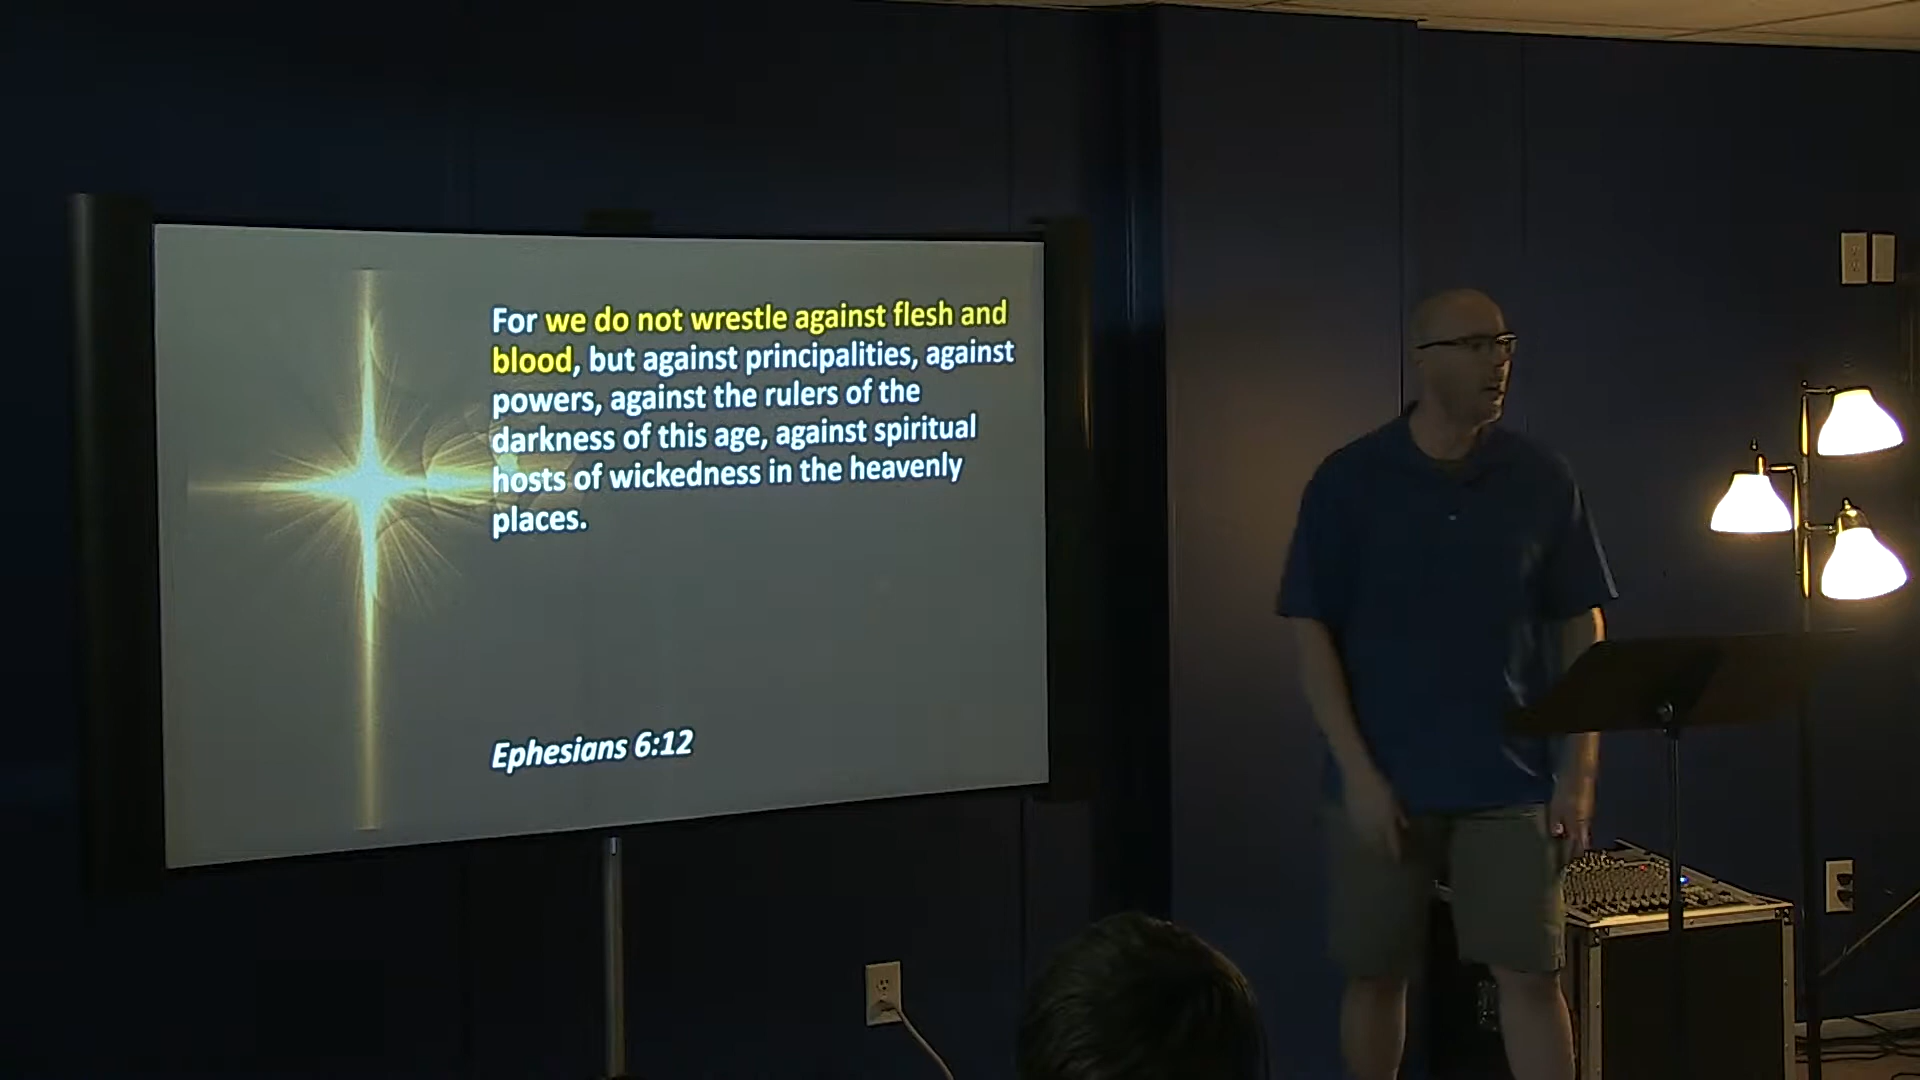 For we do not wrestle against flesh and
blood, but against principalities, against
powers, against the rulers of the
darkness of this age, against spiritual
hosts of wickedness in the heavenly
places.
Ephesians 6:12